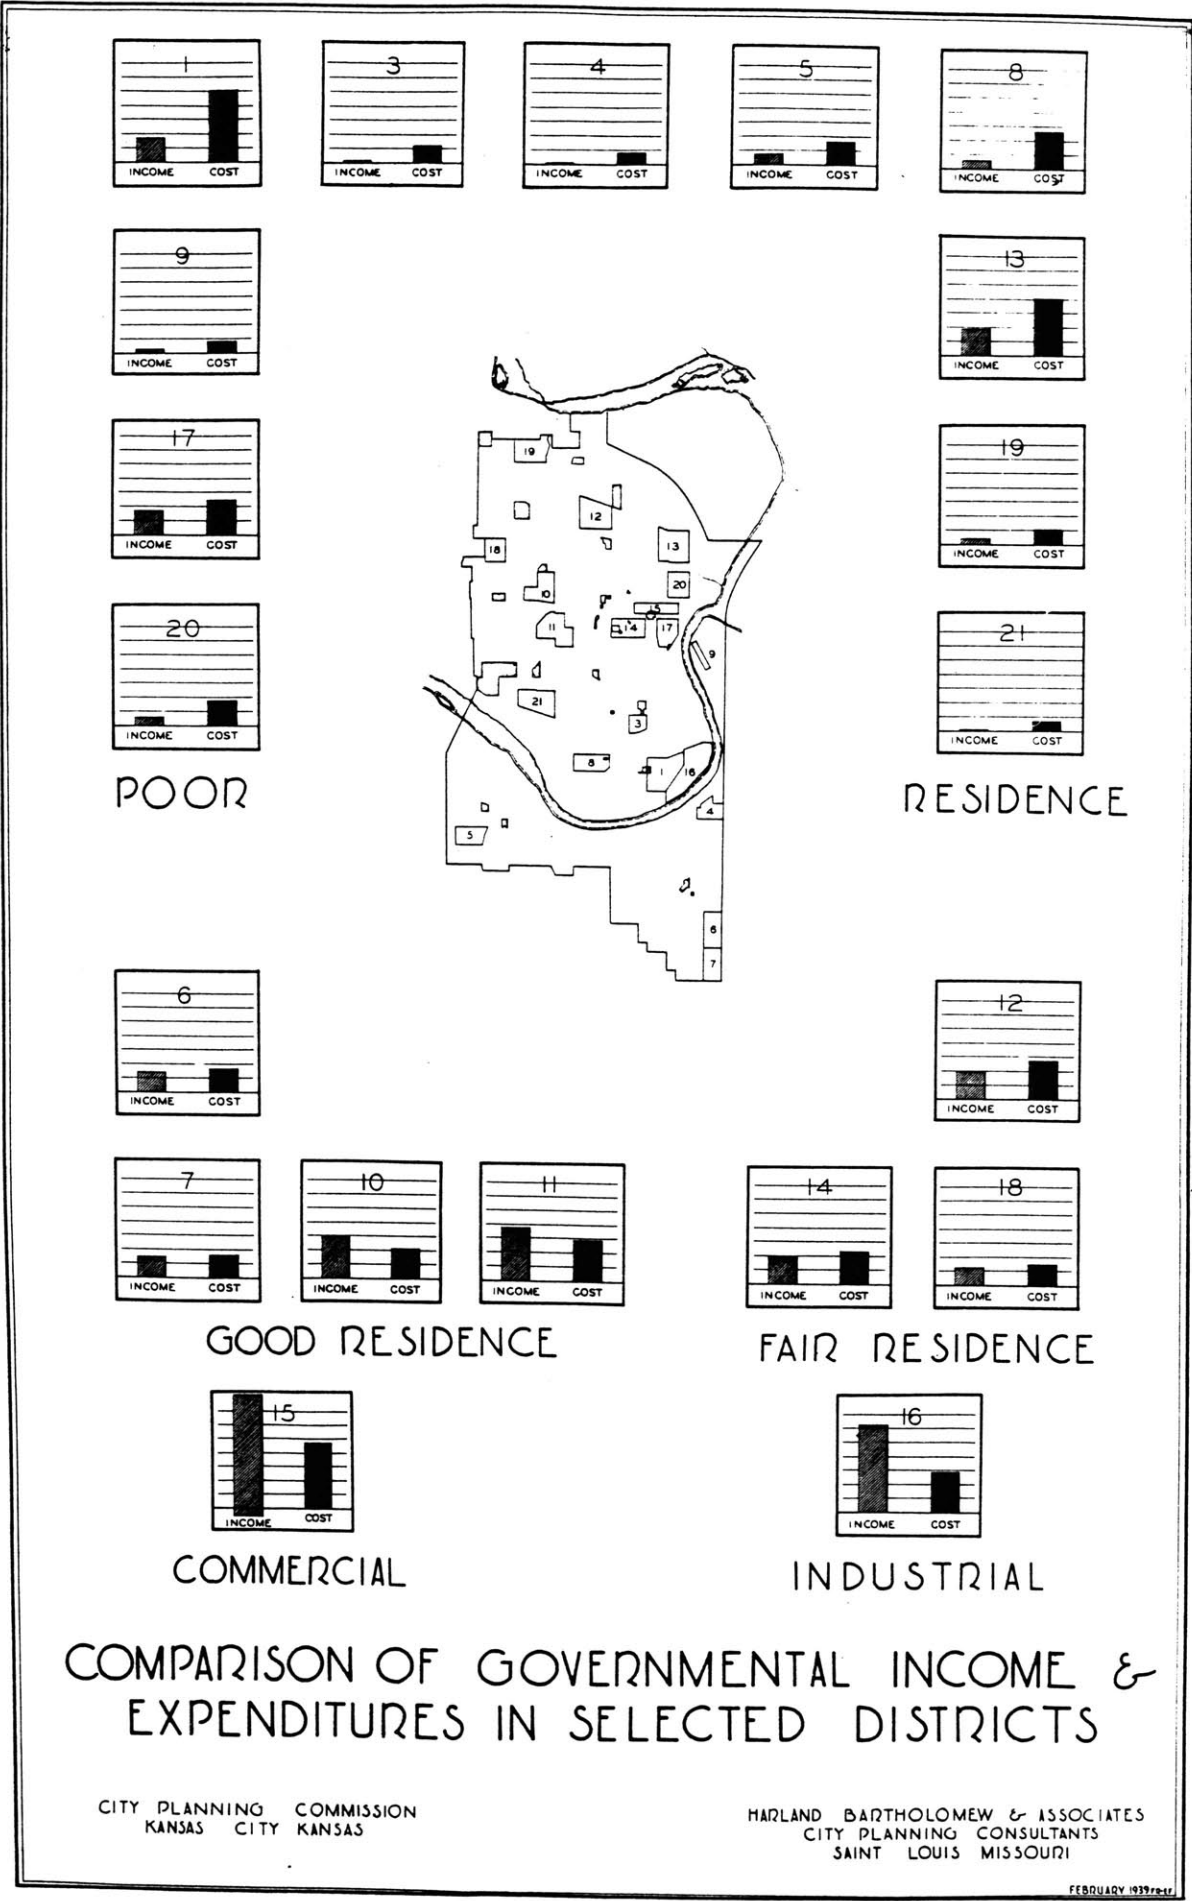 1
INCOME COST
3
INCOME COST
4
INCOME COST
5
INCOME COST
8
INCOME COST
9
INCOME COST
13
INCOME COST
17
INCOME COST
19
INCOME COST
20
INCOME COST
21
INCOME COST
POOR RESIDENCE
19
12
18
13
20
10
15
11
14
17
9
21
3
8
1
16
4
5
6
7
6
INCOME COST
12
INCOME COST
7
INCOME COST
10
INCOME COST
11
INCOME COST
14
INCOME COST
18
INCOME COST
GOOD RESIDENCE
FAIR RESIDENCE
15
INCOME COST
16
INCOME COST
COMMERCIAL
INDUSTRIAL
COMPARISON OF GOVERNMENTAL INCOME &
EXPENDITURES IN SELECTED DISTRICTS
CITY PLANNING COMMISSION
KANSAS CITY KANSAS
HARLAND BARTHOLOMEW & ASSOCIATES
CITY PLANNING CONSULTANTS
SAINT LOUIS MISSOURI
FEBRUARY 1939